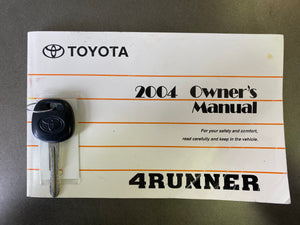 TOYOTA
2004 Owner's
Manual
For your safety and comfort,
read carefully and keep in the vehicle.
4RUNNER